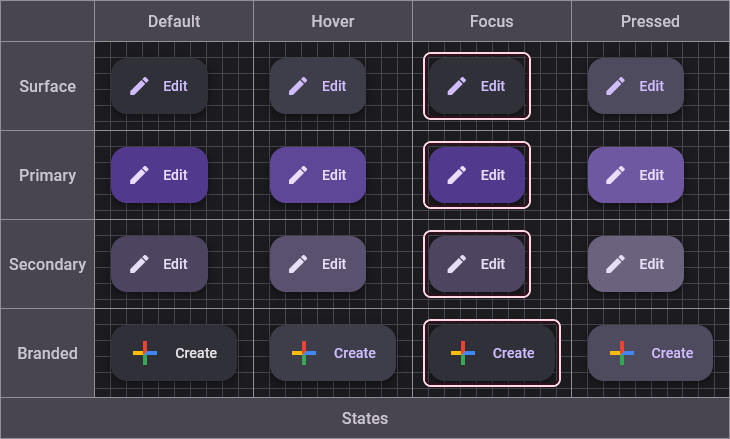 Default Hover Focus Pressed
Surface Edit Edit Edit Edit
Primary Edit Edit Edit Edit
Secondary Edit Edit Edit Edit
Branded Create Create Create Create
States